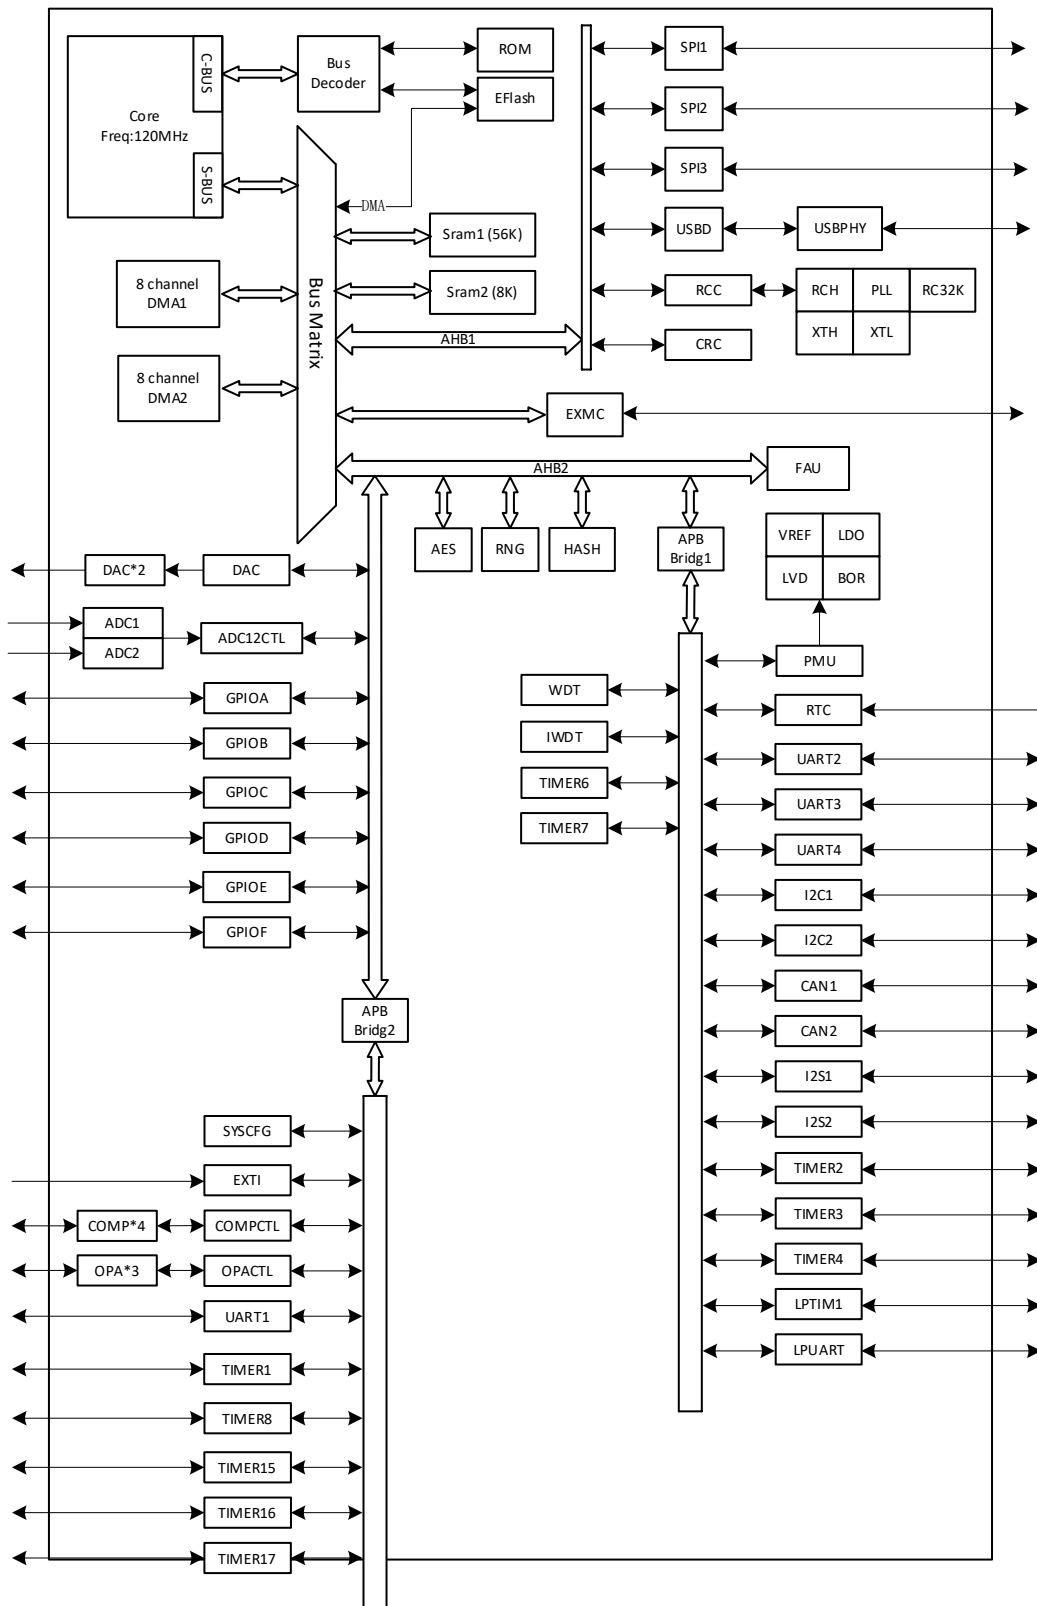 Core
Freq:120MHz
C-BUS
S-BUS
Bus
Decoder
ROM
EFlash
DMA
Bus Matrix
Sram1 (56K)
Sram2 (8K)
8 channel
DMA1
8 channel
DMA2
AHB1
SPI1
SPI2
SPI3
USBD
USBPHY
RCC
RCH
PLL
RC32K
XTH
XTL
CRC
EXMC
AHB2
FAU
AES
RNG
HASH
APB
Bridg1
VREF
LDO
LVD
BOR
DAC*2
DAC
ADC1
ADC2
ADC12CTL
GPIOA
GPIOB
GPIOC
GPIOD
GPIOE
GPIOF
WDT
IWDT
TIMER6
TIMER7
PMU
RTC
UART2
UART3
UART4
I2C1
I2C2
CAN1
CAN2
I2S1
I2S2
TIMER2
TIMER3
TIMER4
LPTIM1
LPUART
APB
Bridg2
SYSCFG
EXTI
COMP*4
COMPCTL
OPA*3
OPACTL
UART1
TIMER1
TIMER8
TIMER15
TIMER16
TIMER17